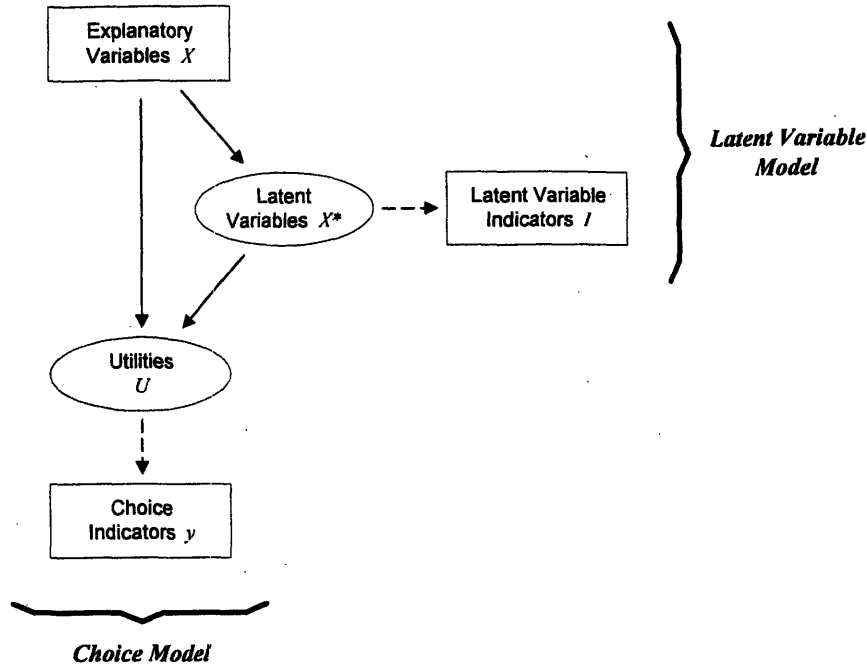 Explanatory
Variables X
Latent Variable
Model
Latent
Variables X*
Latent Variable
Indicators I
Utilities
U
Choice
Indicators y
Choice Model